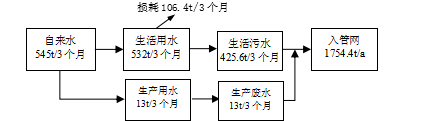 损耗 106. 4t/3 个月
自来水
545t/3 个月
生活用水
532t/3 个月
生活污水
425.6t/3 个月
入管网
1754.4t/a
生产用水
13t/3 个月
生产废水
13t/3 个月